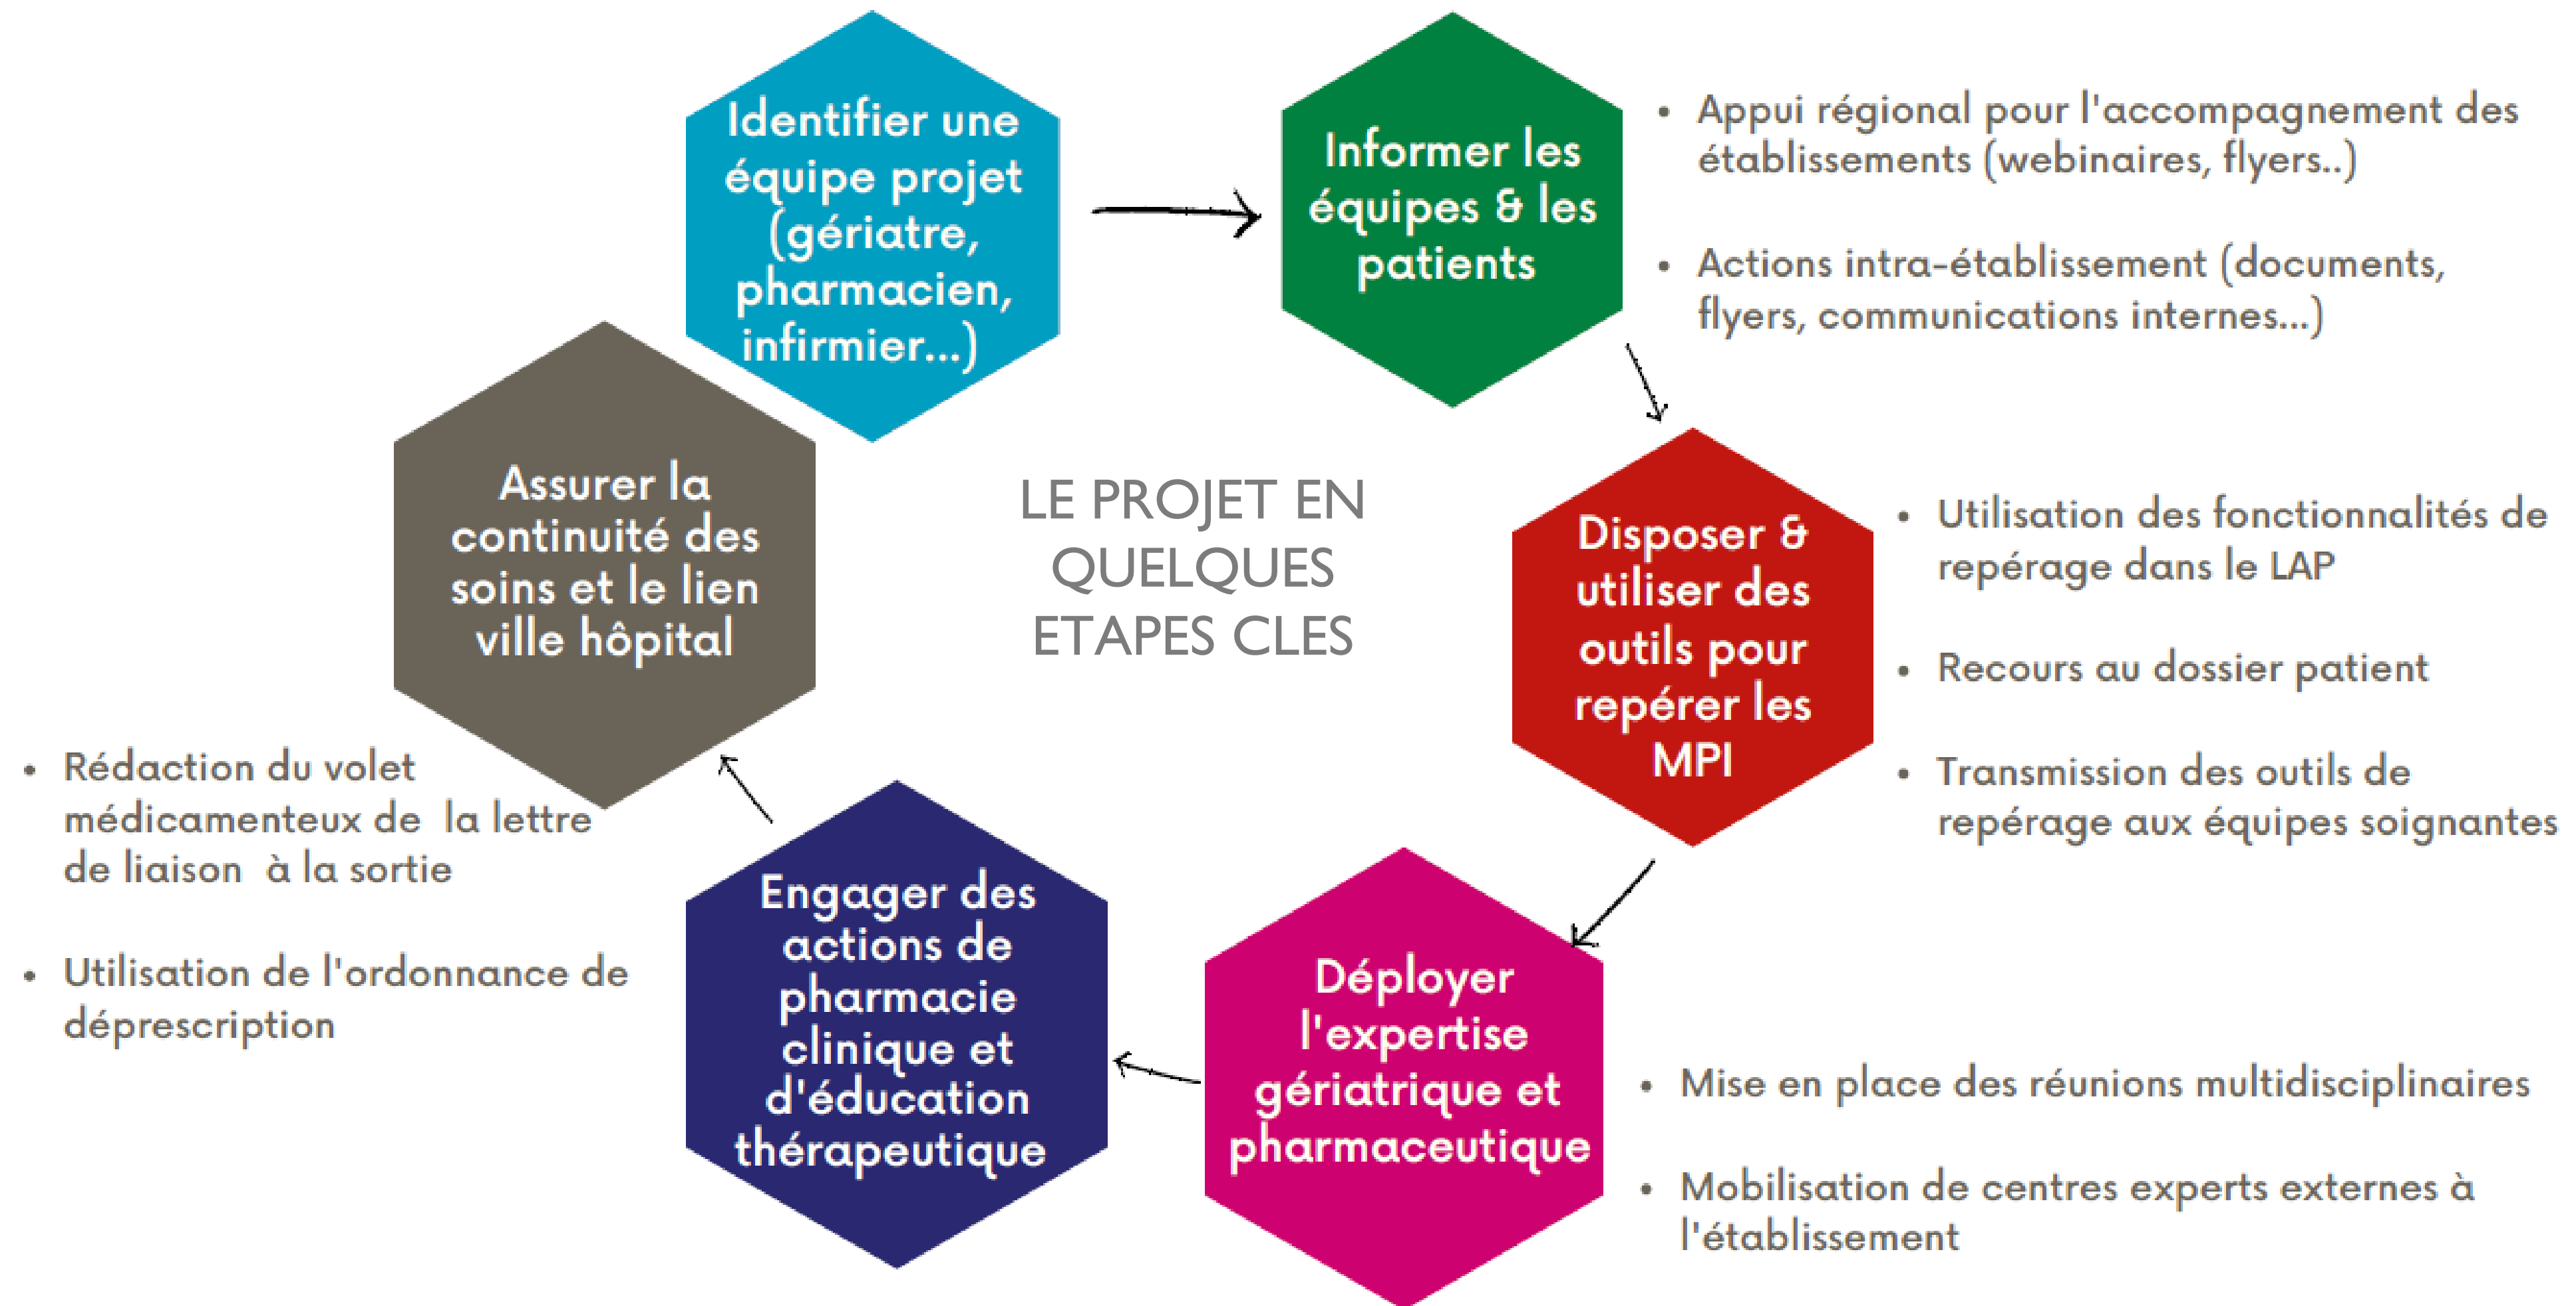 Identifier une
équipe projet
(gériatre,
pharmacien,
infirmier...)
Informer les
équipes & les
patients
• Appui régional pour l'accompagnement des
établissements (webinaires, flyers..)
• Actions intra-établissement (documents,
flyers, communications internes...)
LE PROJET EN
QUELQUES
ETAPES CLES
Disposer &
utiliser des
outils pour
repérer les
MPI
• Utilisation des fonctionnalités de
repérage dans le LAP
• Recours au dossier patient
• Transmission des outils de
repérage aux équipes soignantes
Déployer
l'expertise
gériatrique et
pharmaceutique
• Mise en place des réunions multidisciplinaires
• Mobilisation de centres experts externes à
l'établissement
Engager des
actions de
pharmacie
clinique et
d'éducation
thérapeutique
Assurer la
continuité des
soins et le lien
ville hôpital
• Rédaction du volet
médicamenteux de la lettre
de liaison à la sortie
• Utilisation de l'ordonnance de
déprescription